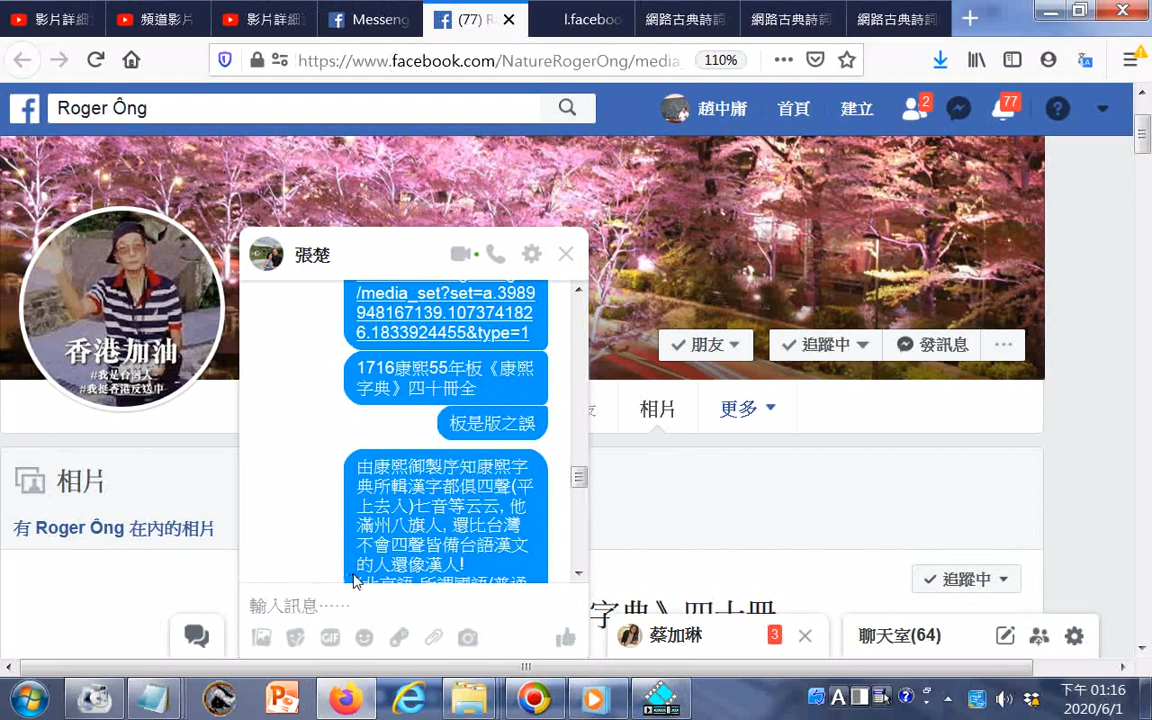 影片詳細
頻道影片
影片詳細
Messeng
(77) R
l.faceboo
網路古典詩詞
網路古典詩詞
網路古典詩詞
https://www.facebook.com/NatureRogerOng/media_
110%
Roger Ông
趙中庸
首頁
建立
2
77
香港加油
#我是台灣人
#我挺香港反送中
朋友
追蹤中
發訊息
友
相片
更多
相片
有 Roger Ông 在內的相片
追蹤中
字典》四十冊
張楚
/media_set?set=a.3989
948167139.107374182
6.1833924455&type=1
1716康熙55年板《康熙
字典》四十冊全
板是版之誤
由康熙御製序知康熙字
典所輯漢字都俱四聲(平
上去入)七音等云云, 他
滿州八旗人, 還比台灣
不會四聲皆備台語漢文
的人還像漢人!
輸入訊息……
GIF
蔡加琳
3
聊天室(64)
下午 01:16
2020/6/1